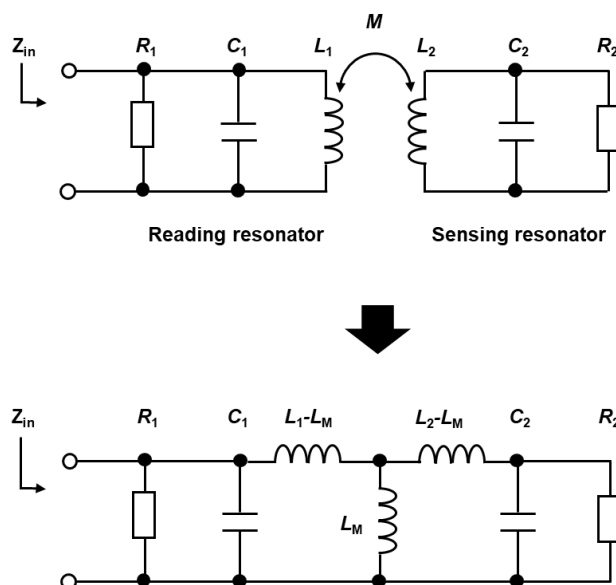 M
Zin R1 C1 L1 L2 C2 R2
Reading resonator Sensing resonator
Zin R1 C1 L1-LM L2-LM C2 R2
LM